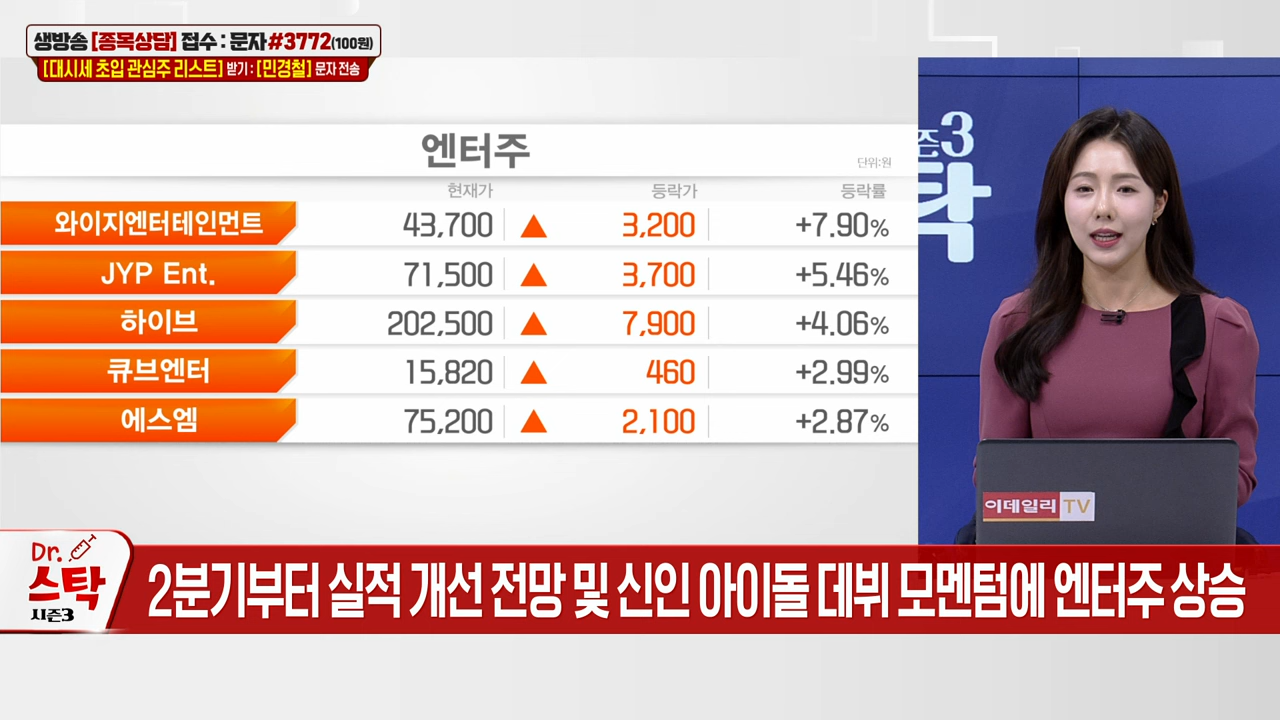 생방송 [종목상담] 접수 : 문자#3772(100원)
[대시세 초입 관심주 리스트] 받기 : [민경철] 문자 전송
엔터주
단위:원
현재가 등락가 등락률
와이지엔터테인먼트 43,700 ▲ 3,200 +7.90%
JYP Ent. 71,500 ▲ 3,700 +5.46%
하이브 202,500 ▲ 7,900 +4.06%
큐브엔터 15,820 ▲ 460 +2.99%
에스엠 75,200 ▲ 2,100 +2.87%
즌3
탁
이데일리 TV
Dr.
스탁
시즌3
2분기부터 실적 개선 전망 및 신인 아이돌 데뷔 모멘텀에 엔터주 상승